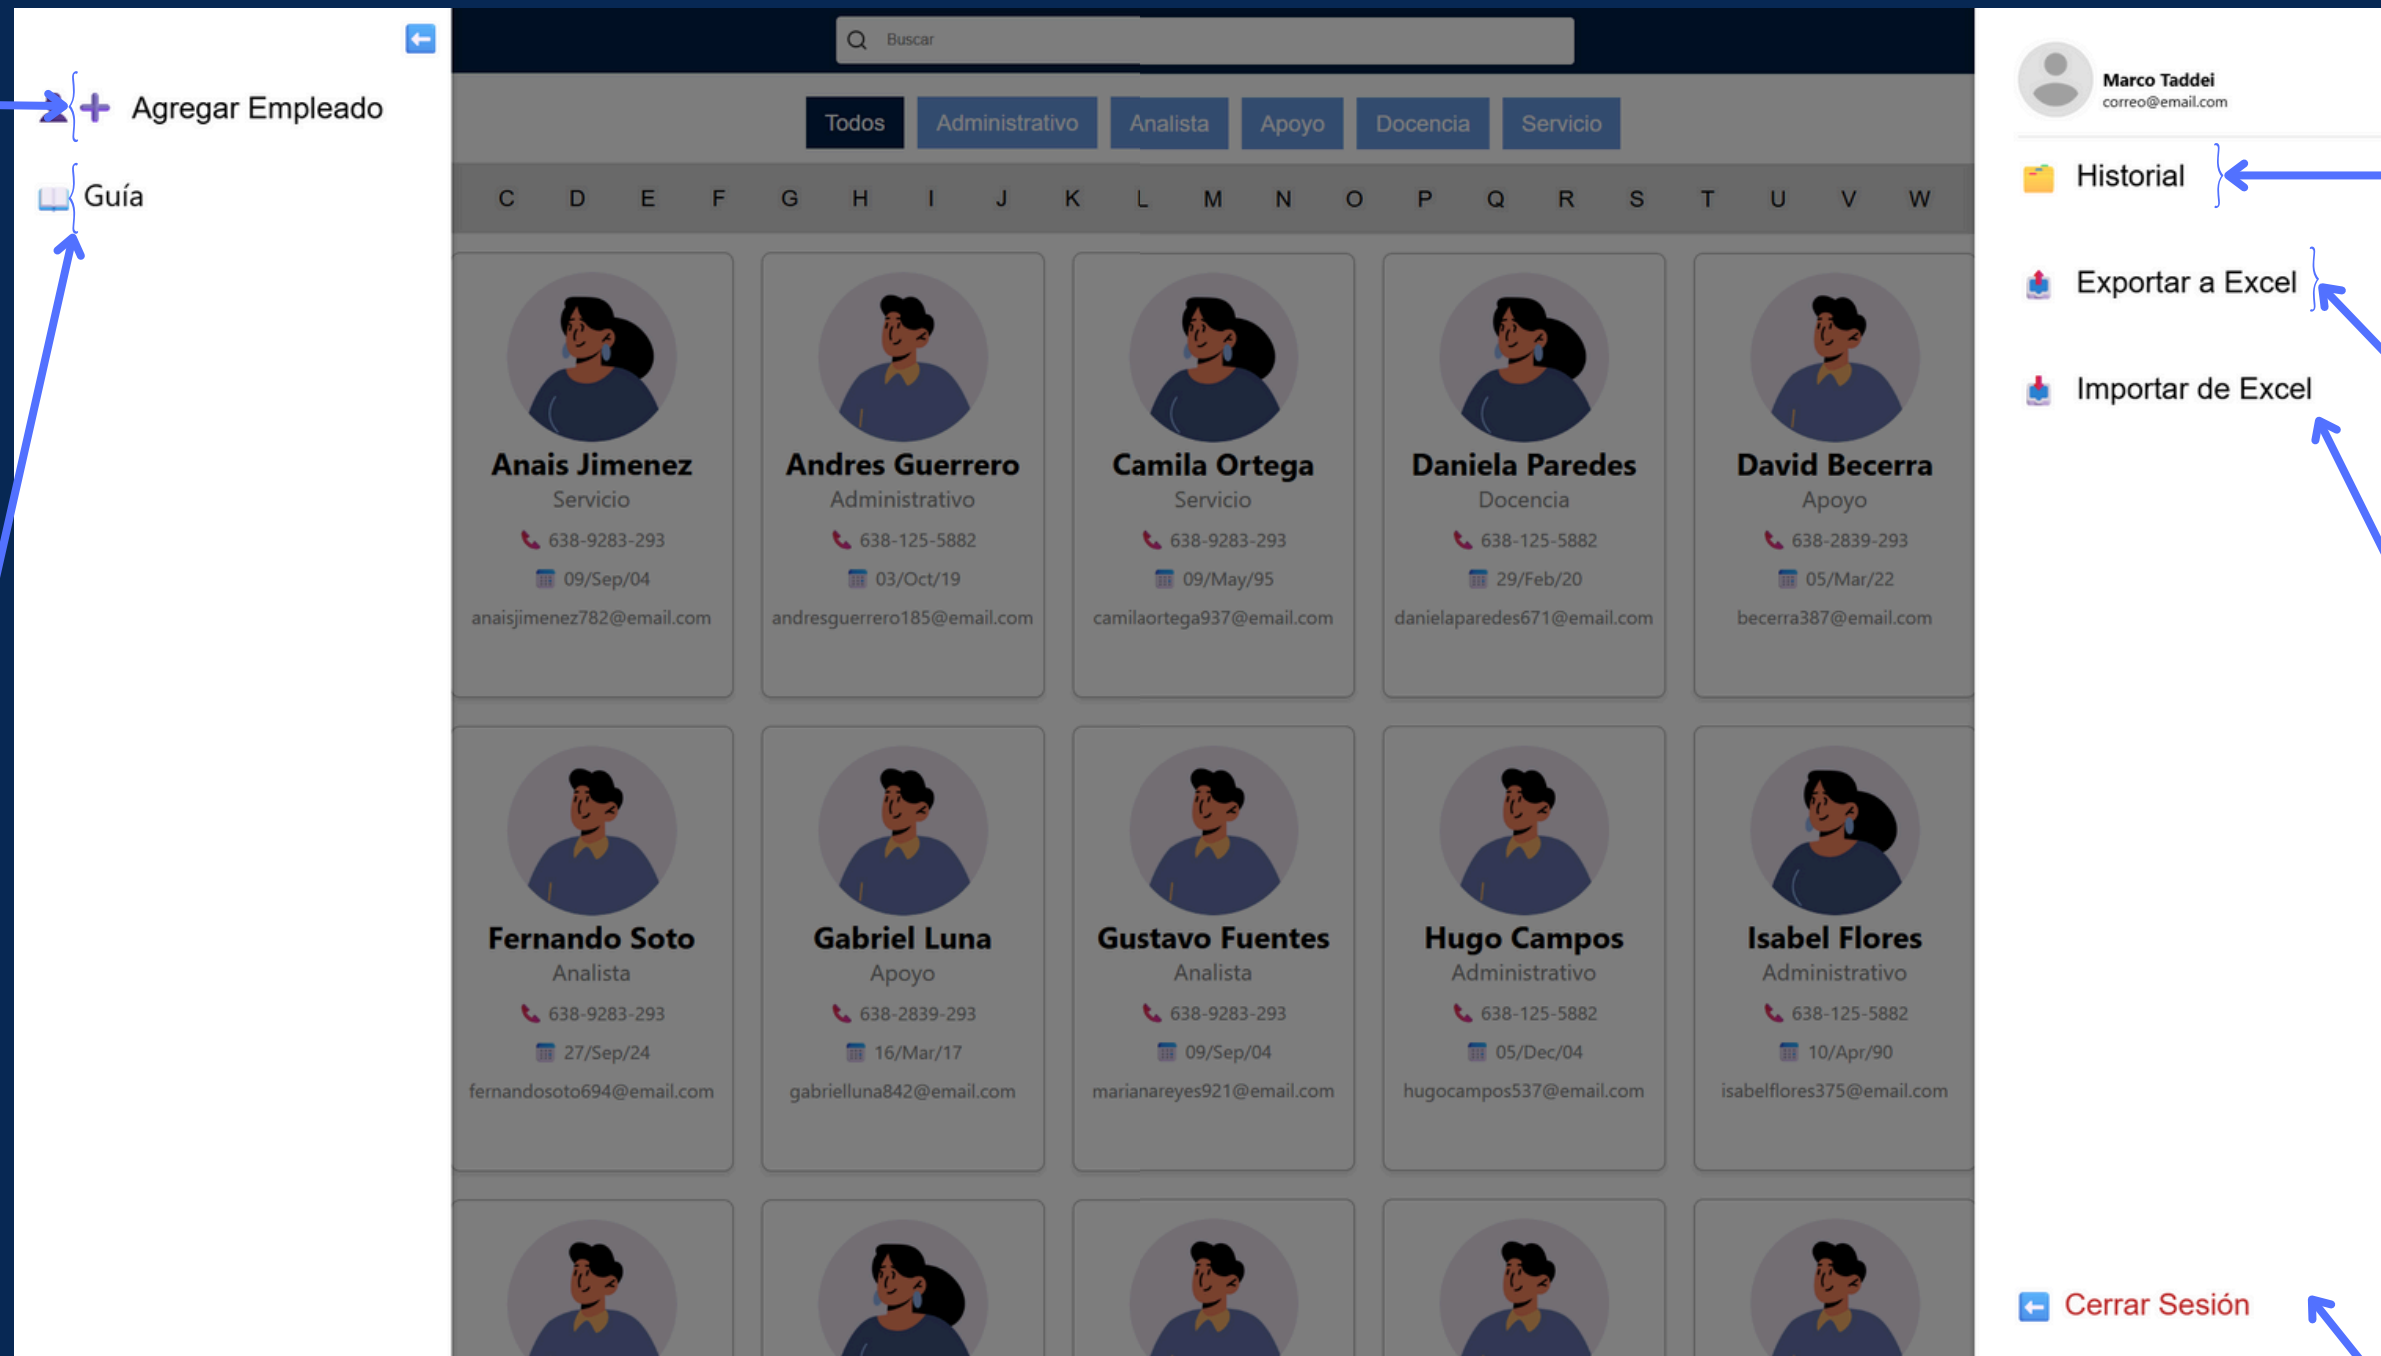 Agregar Empleado
Guía
Buscar
Todos Administrativo Analista Apoyo Docencia Servicio
C D E F G H I J K L M N O P Q R S T U V W
Anais Jimenez
Servicio
638-9283-293
09/Sep/04
anaisjimenez782@email.com
Andres Guerrero
Administrativo
638-125-5882
03/Oct/19
andresguerrero185@email.com
Camila Ortega
Servicio
638-9283-293
09/May/95
camilaortega937@email.com
Daniela Paredes
Docencia
638-125-5882
29/Feb/20
danielaparedes671@email.com
David Becerra
Apoyo
638-2839-293
05/Mar/22
becerra387@email.com
Fernando Soto
Analista
638-9283-293
27/Sep/24
fernandosoto694@email.com
Gabriel Luna
Apoyo
638-2839-293
16/Mar/17
gabrielluna842@email.com
Gustavo Fuentes
Analista
638-9283-293
09/Sep/04
marianareyes921@email.com
Hugo Campos
Administrativo
638-125-5882
05/Dec/04
hugocampos537@email.com
Isabel Flores
Administrativo
638-125-5882
10/Apr/90
isabelflores375@email.com
Marco Taddei
correo@email.com
Historial
Exportar a Excel
Importar de Excel
Cerrar Sesión